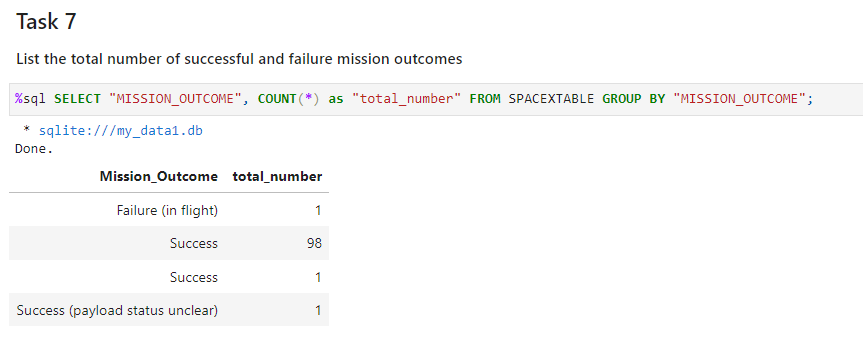 Task 7
List the total number of successful and failure mission outcomes
%sql SELECT "MISSION_OUTCOME", COUNT(*) as "total_number" FROM SPACEXTABLE GROUP BY "MISSION_OUTCOME";
* sqlite:///my_data1.db
Done.
Mission_Outcome total_number
Failure (in flight) 1
Success 98
Success 1
Success (payload status unclear) 1